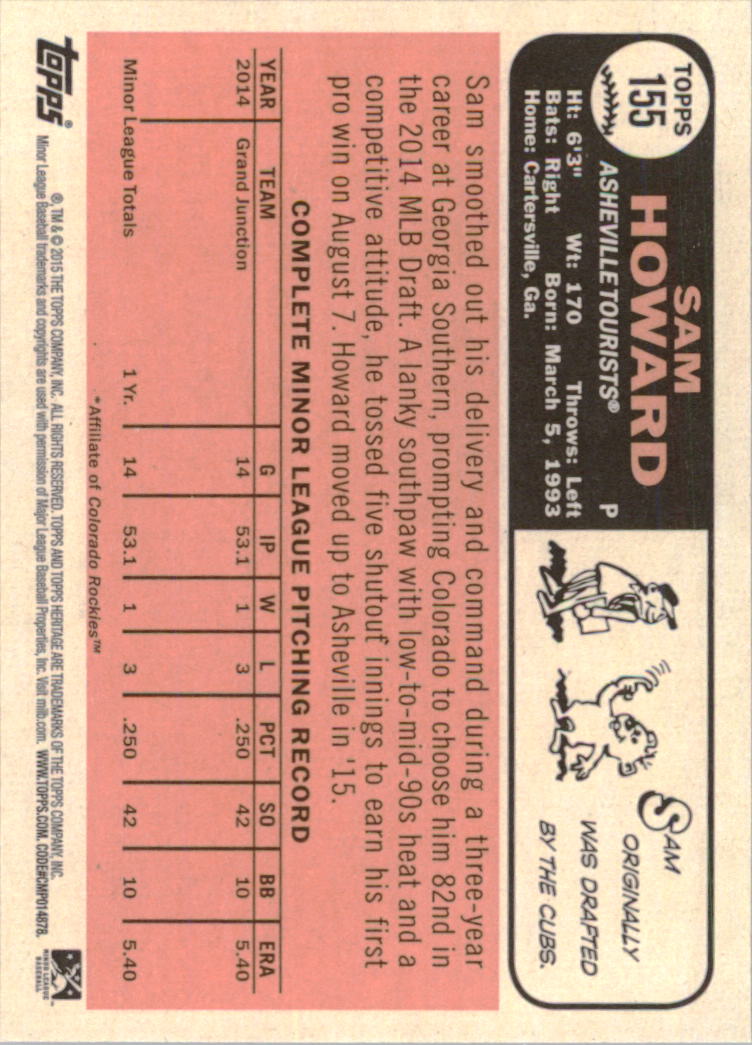 TOPPS
155
SAM
HOWARD
ASHEVILLE TOURISTS® P
Ht: 6'3" Wt: 170 Throws: Left
Bats: Right Born: March 5, 1993
Home: Cartersville, Ga.
SAM
ORIGINALLY
WAS DRAFTED
BY THE CUBS.
Sam smoothed out his delivery and command during a three-year
career at Georgia Southern, prompting Colorado to choose him 82nd in
the 2014 MLB Draft. A lanky southpaw with low-to-mid-90s heat and a
competitive attitude, he tossed five shutout innings to earn his first
pro win on August 7. Howard moved up to Asheville in '15.
COMPLETE MINOR LEAGUE PITCHING RECORD
YEAR TEAM G IP W L PCT SO BB ERA
2014 Grand Junction 14 53.1 1 3 .250 42 10 5.40
Minor League Totals 1 Yr. 14 53.1 1 3 .250 42 10 5.40
*Affiliate of Colorado Rockies™
topps®
®, TM & © 2015 THE TOPPS COMPANY, INC. ALL RIGHTS RESERVED. TOPPS AND TOPPS HERITAGE ARE TRADEMARKS OF THE TOPPS COMPANY, INC.
Minor League Baseball trademarks and copyrights are used with permission of Major League Baseball Properties, Inc. Visit milb.com. WWW.TOPPS.COM. CODE#CMP014878.
MINOR LEAGUE
BASEBALL™